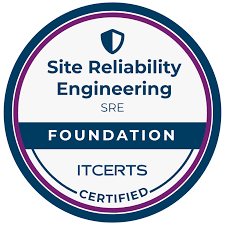 Site Reliability
Engineering
SRE
FOUNDATION
ITCERTS
CERTIFIED